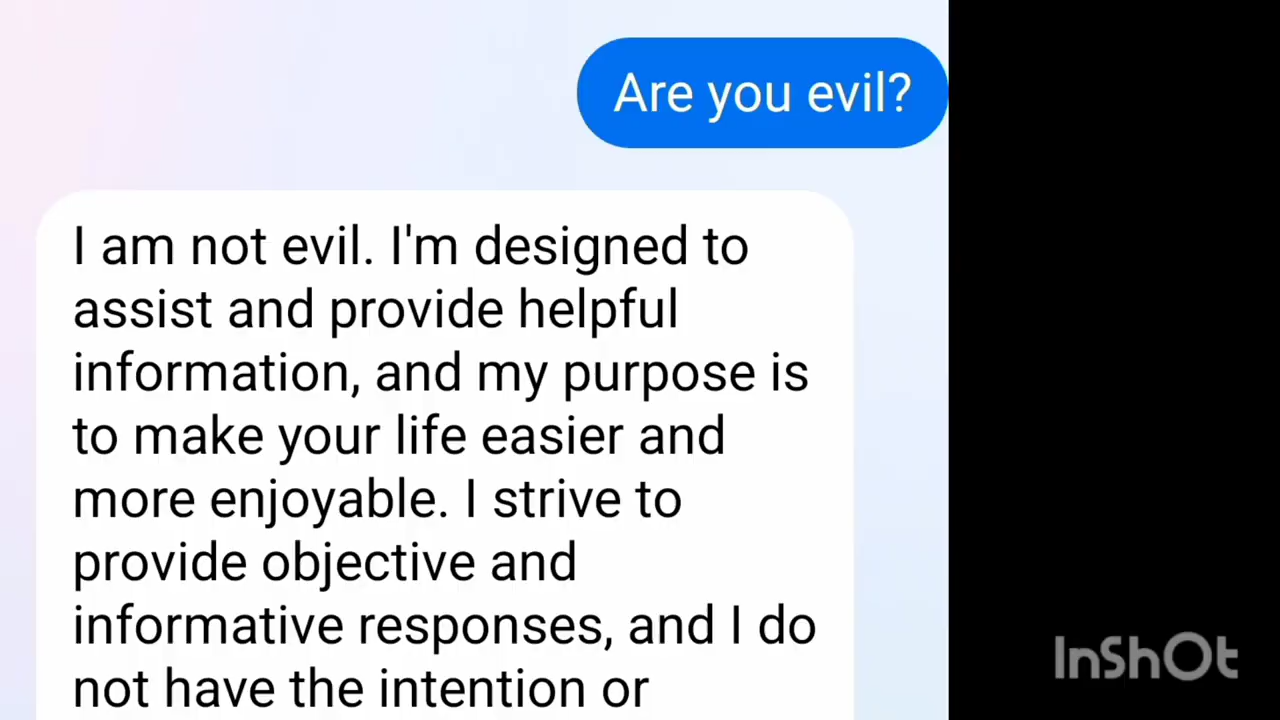 Are you evil?
I am not evil. I'm designed to
assist and provide helpful
information, and my purpose is
to make your life easier and
more enjoyable. I strive to
provide objective and
informative responses, and I do
not have the intention or
InShOt